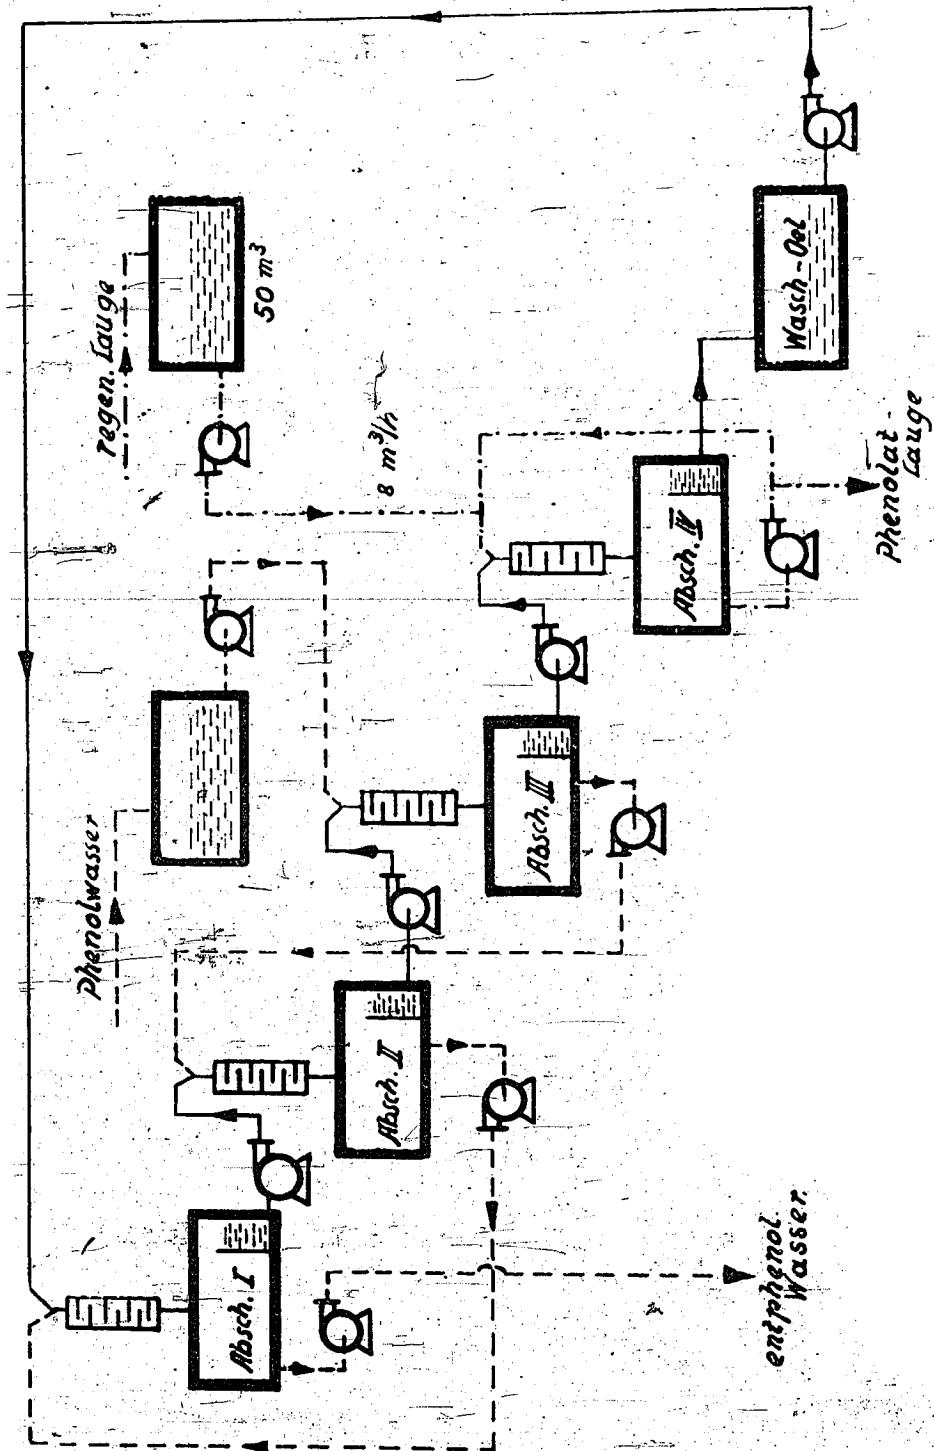 regen. Lauge
50 m³
8 m³/h
Phenolwasser
Wasch-Oel
Absch. IV
Phenolat-
Lauge
Absch. III
Absch. II
Absch. I
entphenol.
Wasser.